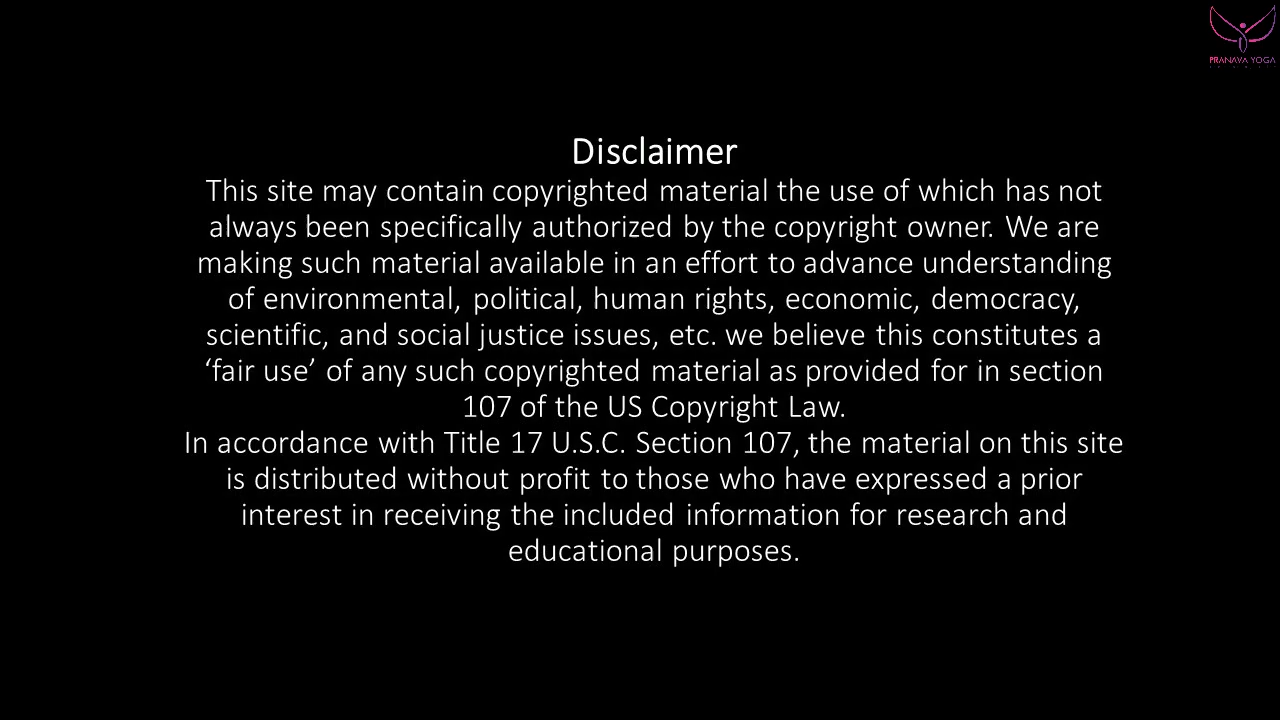 PRANAVA YOGA
Disclaimer
This site may contain copyrighted material the use of which has not
always been specifically authorized by the copyright owner. We are
making such material available in an effort to advance understanding
of environmental, political, human rights, economic, democracy,
scientific, and social justice issues, etc. we believe this constitutes a
‘fair use’ of any such copyrighted material as provided for in section
107 of the US Copyright Law.
In accordance with Title 17 U.S.C. Section 107, the material on this site
is distributed without profit to those who have expressed a prior
interest in receiving the included information for research and
educational purposes.